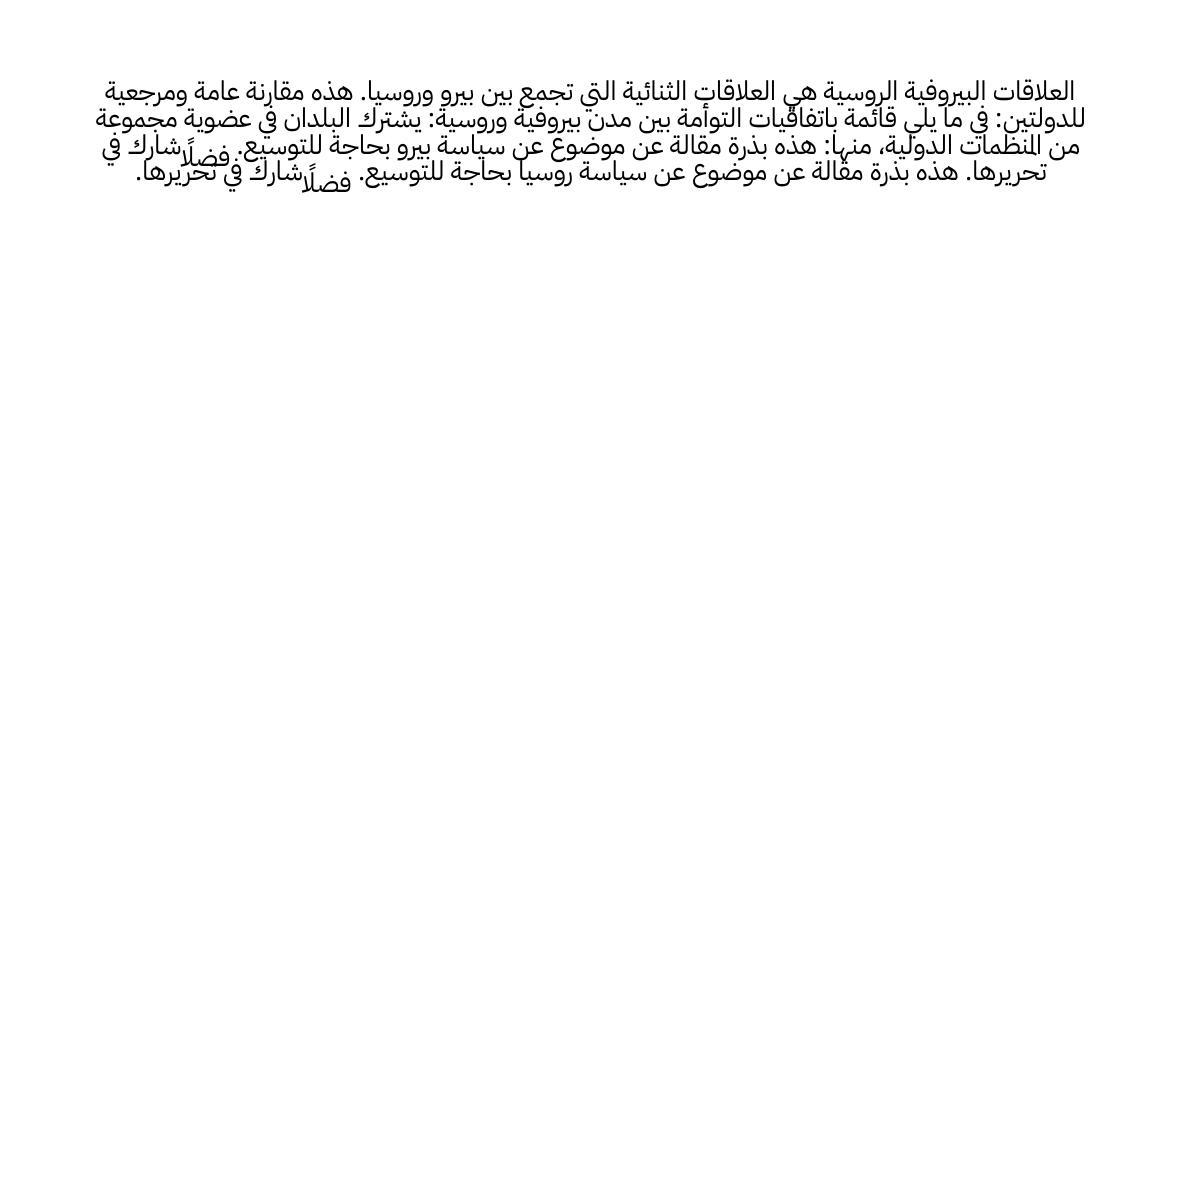 العلاقات البيروفية الروسية هي العلاقات الثنائية التي تجمع بين بيرو وروسيا. هذه مقارنة عامة ومرجعية
للدولتين: في ما يلي قائمة باتفاقيات التوأمة بين مدن بيروفية وروسية: يشترك البلدان في عضوية مجموعة
من المنظمات الدولية، منها: هذه بذرة مقالة عن موضوع عن سياسة بيرو بحاجة للتوسيع. فضلًا شارك في
تحريرها. هذه بذرة مقالة عن موضوع عن سياسة روسيا بحاجة للتوسيع. فضلًا شارك في تحريرها.